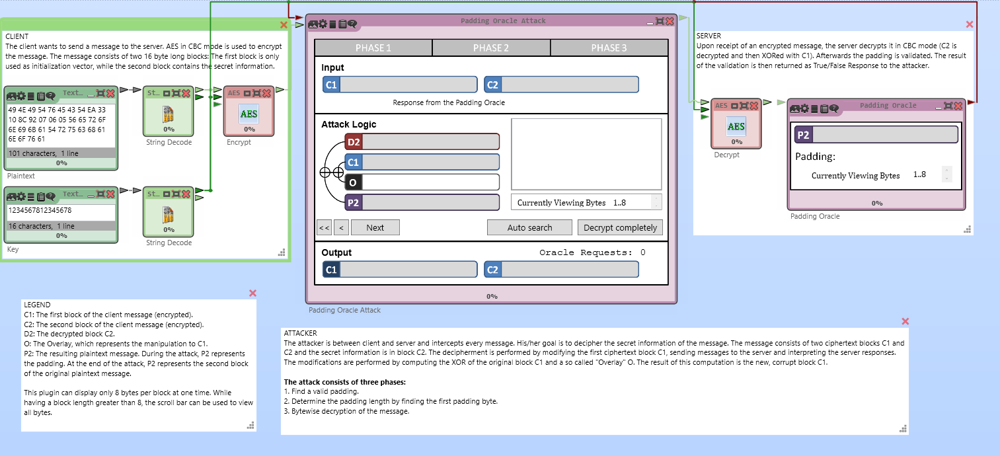 CLIENT
The client wants to send a message to the server. AES in CBC mode is used to encrypt
the message. The message consists of two 16 byte long blocks: The first block is only
used as initialization vector, while the second block contains the secret information.
Text...
49 4E 49 54 76 45 43 54 EA 33
10 8C 92 07 06 05 56 65 72 6F
6E 69 6B 61 54 72 75 63 68 61
6E 6F 76 61
101 characters, 1 line
0%
Plaintext
St...
0%
String Decode
AES
AES
0%
Encrypt
Text...
1234567812345678
16 characters, 1 line
0%
Key
St...
0%
String Decode
Padding Oracle Attack
PHASE 1
PHASE 2
PHASE 3
Input
C1
C2
Response from the Padding Oracle
Attack Logic
D2
C1
O
P2
Currently Viewing Bytes 1..8
<<
<
Next
Auto search
Decrypt completely
Output
Oracle Requests: 0
C1
C2
0%
Padding Oracle Attack
SERVER
Upon receipt of an encrypted message, the server decrypts it in CBC mode (C2 is
decrypted and then XORed with C1). Afterwards the padding is validated. The result
of the validation is then returned as True/False Response to the attacker.
AES
AES
0%
Decrypt
Padding Oracle
P2
Padding:
Currently Viewing Bytes 1..8
0%
Padding Oracle
LEGEND
C1: The first block of the client message (encrypted).
C2: The second block of the client message (encrypted).
D2: The decrypted block C2.
O: The Overlay, which represents the manipulation to C1.
P2: The resulting plaintext message. During the attack, P2 represents
the padding. At the end of the attack, P2 represents the second block
of the original plaintext message.
This plugin can display only 8 bytes per block at one time. While
having a block length greater than 8, the scroll bar can be used to view
all bytes.
ATTACKER
The attacker is between client and server and intercepts every message. His/her goal is to decipher the secret information of the message. The message consists of two ciphertext blocks C1 and
C2 and the secret information is in block C2. The decipherment is performed by modifying the first ciphertext block C1, sending messages to the server and interpreting the server responses.
The modifications are performed by computing the XOR of the original block C1 and a so called "Overlay" O. The result of this computation is the new, corrupt block C1.
The attack consists of three phases:
1. Find a valid padding.
2. Determine the padding length by finding the first padding byte.
3. Bytewise decryption of the message.